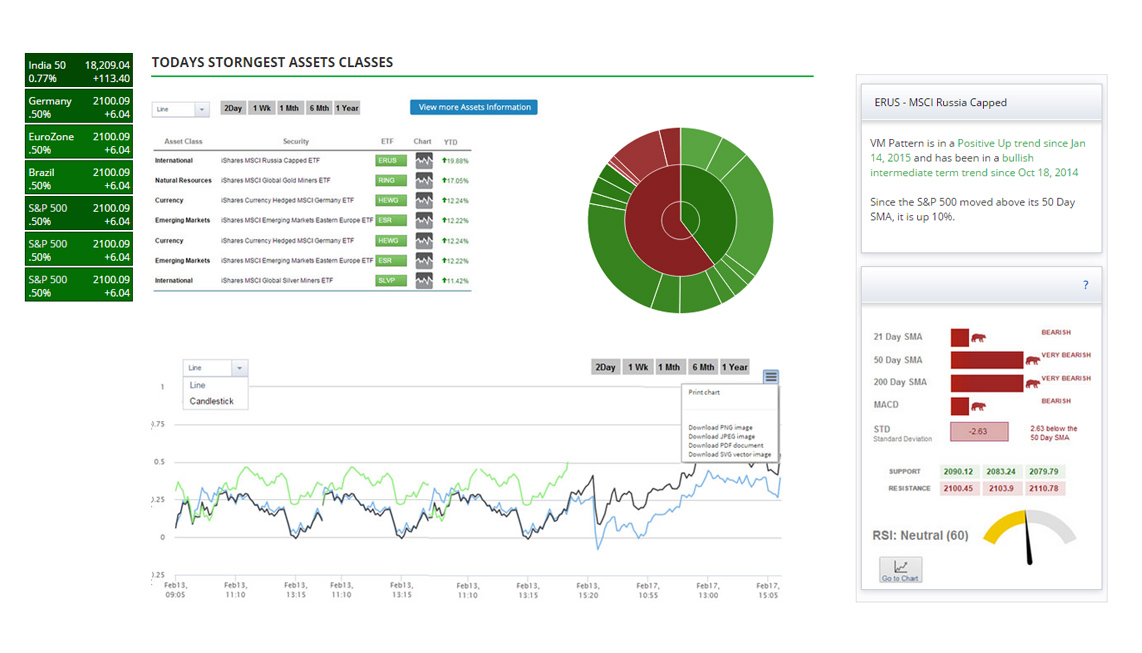 India 50 18,209.04
0.77% +113.40
Germany 2100.09
.50% +6.04
EuroZone 2100.09
.50% +6.04
Brazil 2100.09
.50% +6.04
S&P 500 2100.09
.50% +6.04
S&P 500 2100.09
.50% +6.04
S&P 500 2100.09
.50% +6.04
TODAYS STORNGEST ASSETS CLASSES
Line 2Day 1 Wk 1 Mth 6 Mth 1 Year View more Assets Information
Asset Class Security ETF Chart YTD
International iShares MSCI Russia Capped ETF ERUS 19.88%
Natural Resources iShares MSCI Global Gold Miners ETF RING 17.05%
Currency iShares Currency Hedged MSCI Germany ETF HEWG 12.24%
Emerging Markets iShares MSCI Emerging Markets Eastern Europe ETF ESR 12.22%
Currency iShares Currency Hedged MSCI Germany ETF HEWG 12.24%
Emerging Markets iShares MSCI Emerging Markets Eastern Europe ETF ESR 12.22%
International iShares MSCI Global Silver Miners ETF SLVP 11.42%
Line
Line
Candlestick
2Day 1 Wk 1 Mth 6 Mth 1 Year
Print chart
Download PNG image
Download JPEG image
Download PDF document
Download SVG vector image
1
.75
0.5
.25
0
.25
Feb13, Feb13, Feb13, Feb13, Feb13, Feb13, Feb13, Feb13, Feb17, Feb17, Feb17,
09:05 11:10 13:15 11:10 13:15 11:10 13:15 15:20 10:55 13:00 15:05
ERUS - MSCI Russia Capped
VM Pattern is in a Positive Up trend since Jan
14, 2015 and has been in a bullish
intermediate term trend since Oct 18, 2014
Since the S&P 500 moved above its 50 Day
SMA, it is up 10%.
?
21 Day SMA BEARISH
50 Day SMA VERY BEARISH
200 Day SMA VERY BEARISH
MACD BEARISH
STD
Standard Deviation
-2.63
2.63 below the
50 Day SMA
SUPPORT 2090.12 2083.24 2079.79
RESISTANCE 2100.45 2103.9 2110.78
RSI: Neutral (60)
Go to Chart